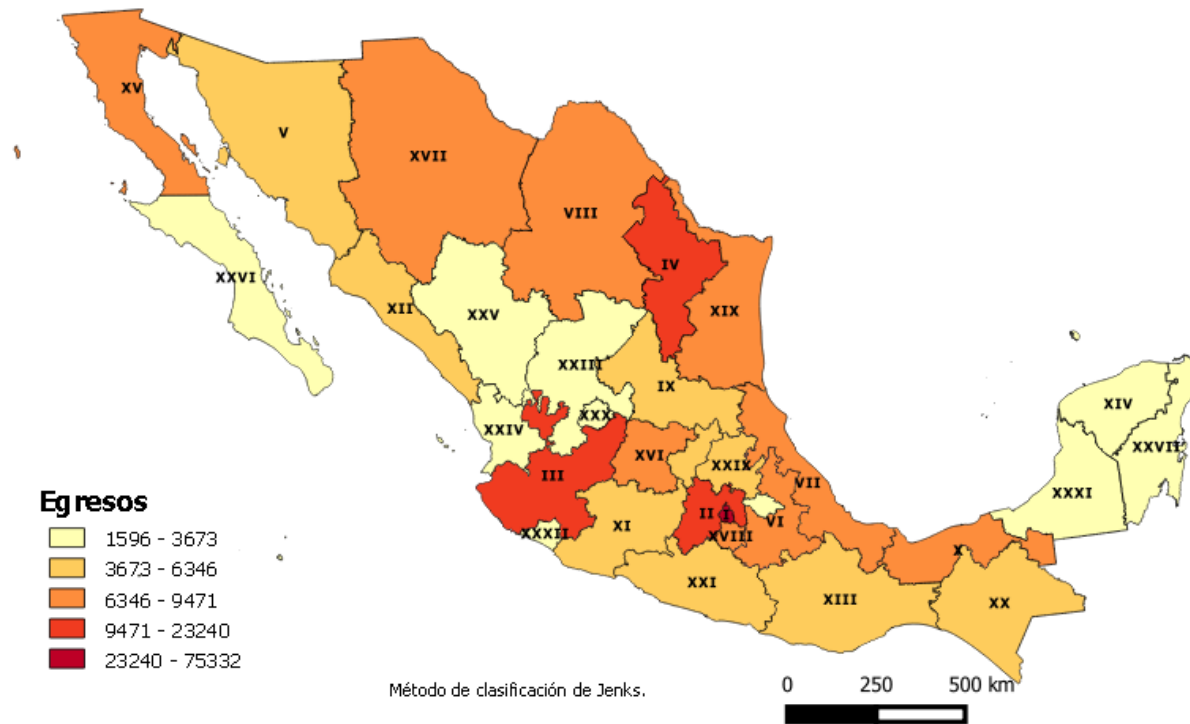 XV
V
XVII
VIII
IV
XXVI
XII
XXV
XIX
XXIII
IX
XXX
XXIV
XIV
XVI
XXIX
XXVII
III
VII
XXXI
II
I
VI
XXXII
XI
XVIII
X
XXI
XIII
XX
Egresos
1596 - 3673
3673 - 6346
6346 - 9471
9471 - 23240
23240 - 75332
Método de clasificación de Jenks.
0 250 500 km